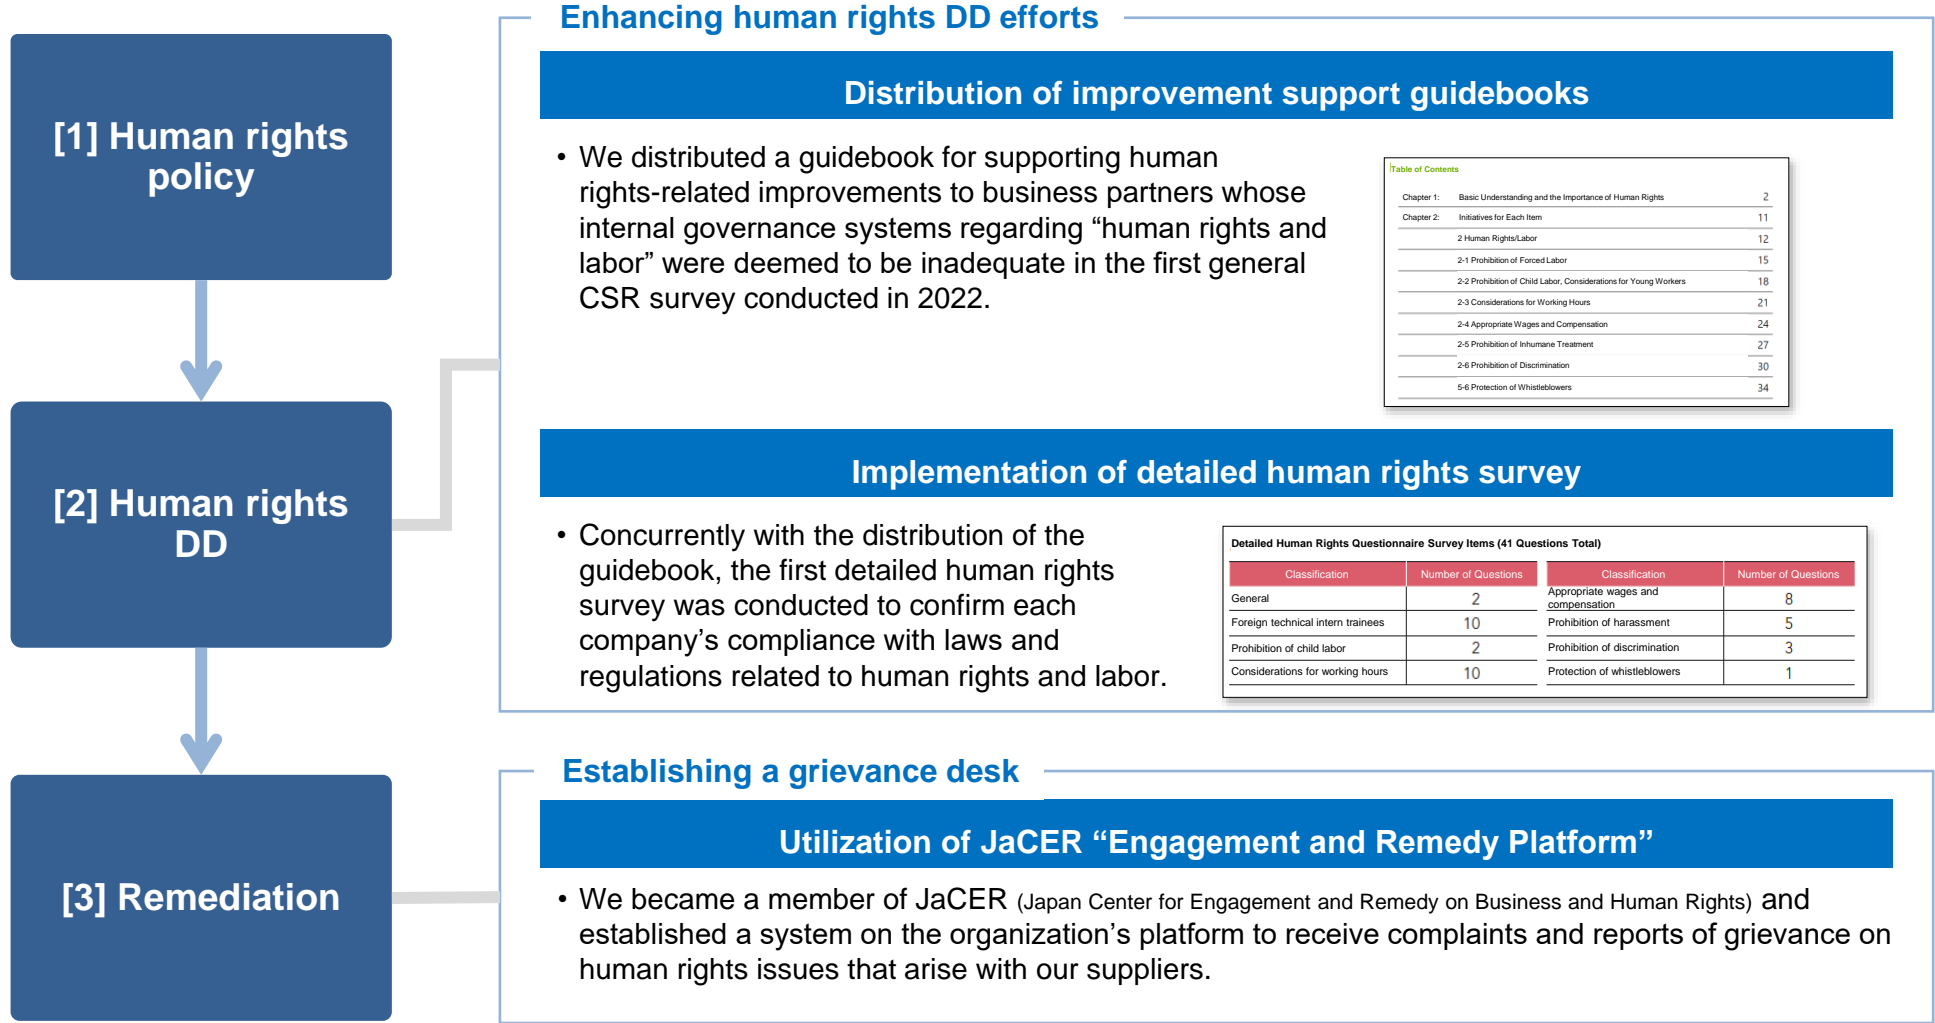 [1] Human rights
policy
[2] Human rights
DD
[3] Remediation
Enhancing human rights DD efforts
Distribution of improvement support guidebooks
• We distributed a guidebook for supporting human
rights-related improvements to business partners whose
internal governance systems regarding “human rights and
labor” were deemed to be inadequate in the first general
CSR survey conducted in 2022.
Table of Contents
Chapter 1: Basic Understanding and the Importance of Human Rights 2
Chapter 2: Initiatives for Each Item 11
2 Human Rights/Labor 12
2-1 Prohibition of Forced Labor 15
2-2 Prohibition of Child Labor, Considerations for Young Workers 18
2-3 Considerations for Working Hours 21
2-4 Appropriate Wages and Compensation 24
2-5 Prohibition of Inhumane Treatment 27
2-6 Prohibition of Discrimination 30
5-6 Protection of Whistleblowers 34
Implementation of detailed human rights survey
• Concurrently with the distribution of the
guidebook, the first detailed human rights
survey was conducted to confirm each
company’s compliance with laws and
regulations related to human rights and labor.
Detailed Human Rights Questionnaire Survey Items (41 Questions Total)
Classification Number of Questions Classification Number of Questions
General 2 Appropriate wages and
compensation 8
Foreign technical intern trainees 10 Prohibition of harassment 5
Prohibition of child labor 2 Prohibition of discrimination 3
Considerations for working hours 10 Protection of whistleblowers 1
Establishing a grievance desk
Utilization of JaCER “Engagement and Remedy Platform”
• We became a member of JaCER (Japan Center for Engagement and Remedy on Business and Human Rights) and
established a system on the organization’s platform to receive complaints and reports of grievance on
human rights issues that arise with our suppliers.